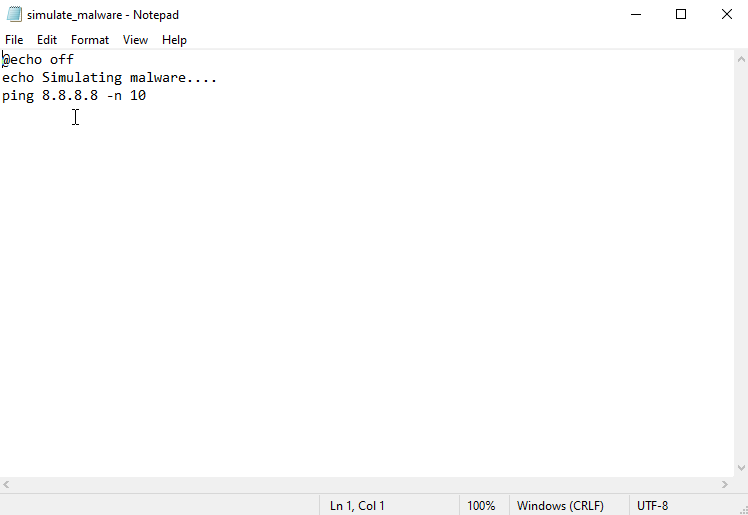 simulate_malware - Notepad
File Edit Format View Help
@echo off
echo Simulating malware....
ping 8.8.8.8 -n 10
Ln 1, Col 1 100% Windows (CRLF) UTF-8